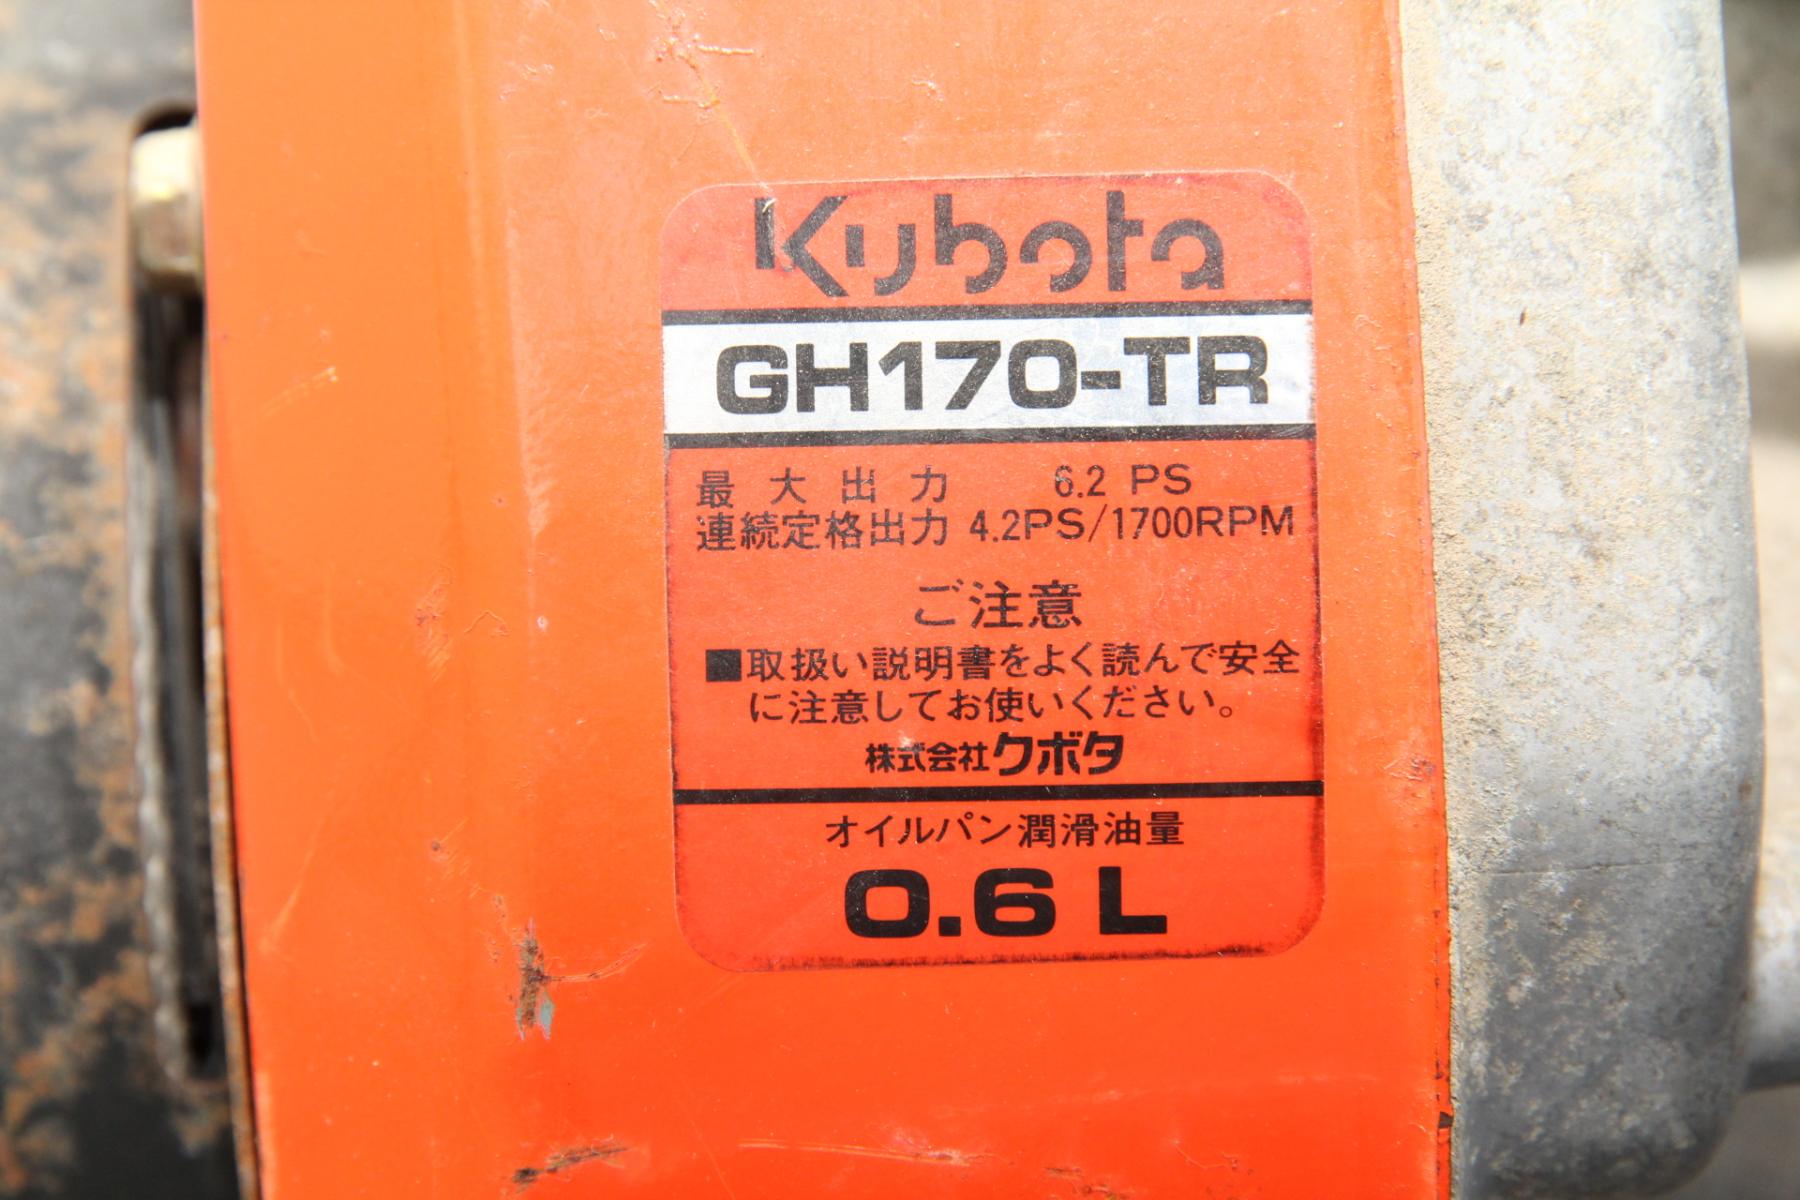 Kubota
GH170-TR
最大出力 6.2 PS
連続定格出力 4.2PS/1700RPM
ご注意
■取扱い説明書をよく読んで安全
に注意してお使いください。
株式会社クボタ
オイルパン潤滑油量
0.6 L